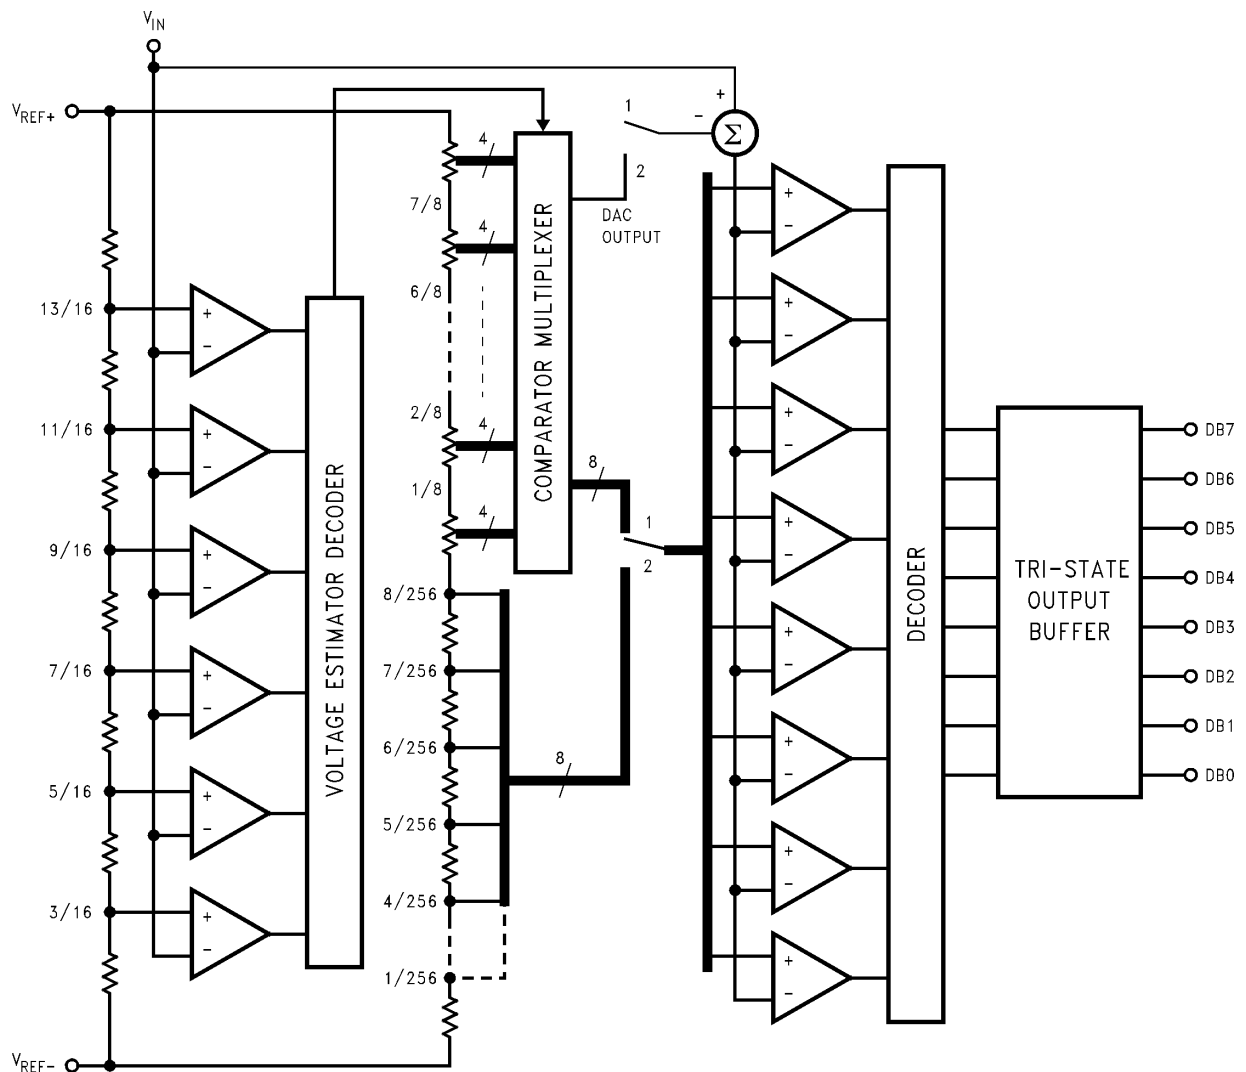 V_IN
V_REF+
13/16
11/16
9/16
7/16
5/16
3/16
V_REF-
+
−
+
−
+
−
+
−
+
−
+
−
VOLTAGE ESTIMATOR DECODER
7/8
6/8
2/8
1/8
8/256
7/256
6/256
5/256
4/256
1/256
4
4
4
4
COMPARATOR MULTIPLEXER
8
8
1
2
DAC
OUTPUT
1
2
+
−
Σ
+
−
+
−
+
−
+
−
+
−
+
−
+
−
+
−
DECODER
TRI-STATE
OUTPUT
BUFFER
DB7
DB6
DB5
DB4
DB3
DB2
DB1
DB0